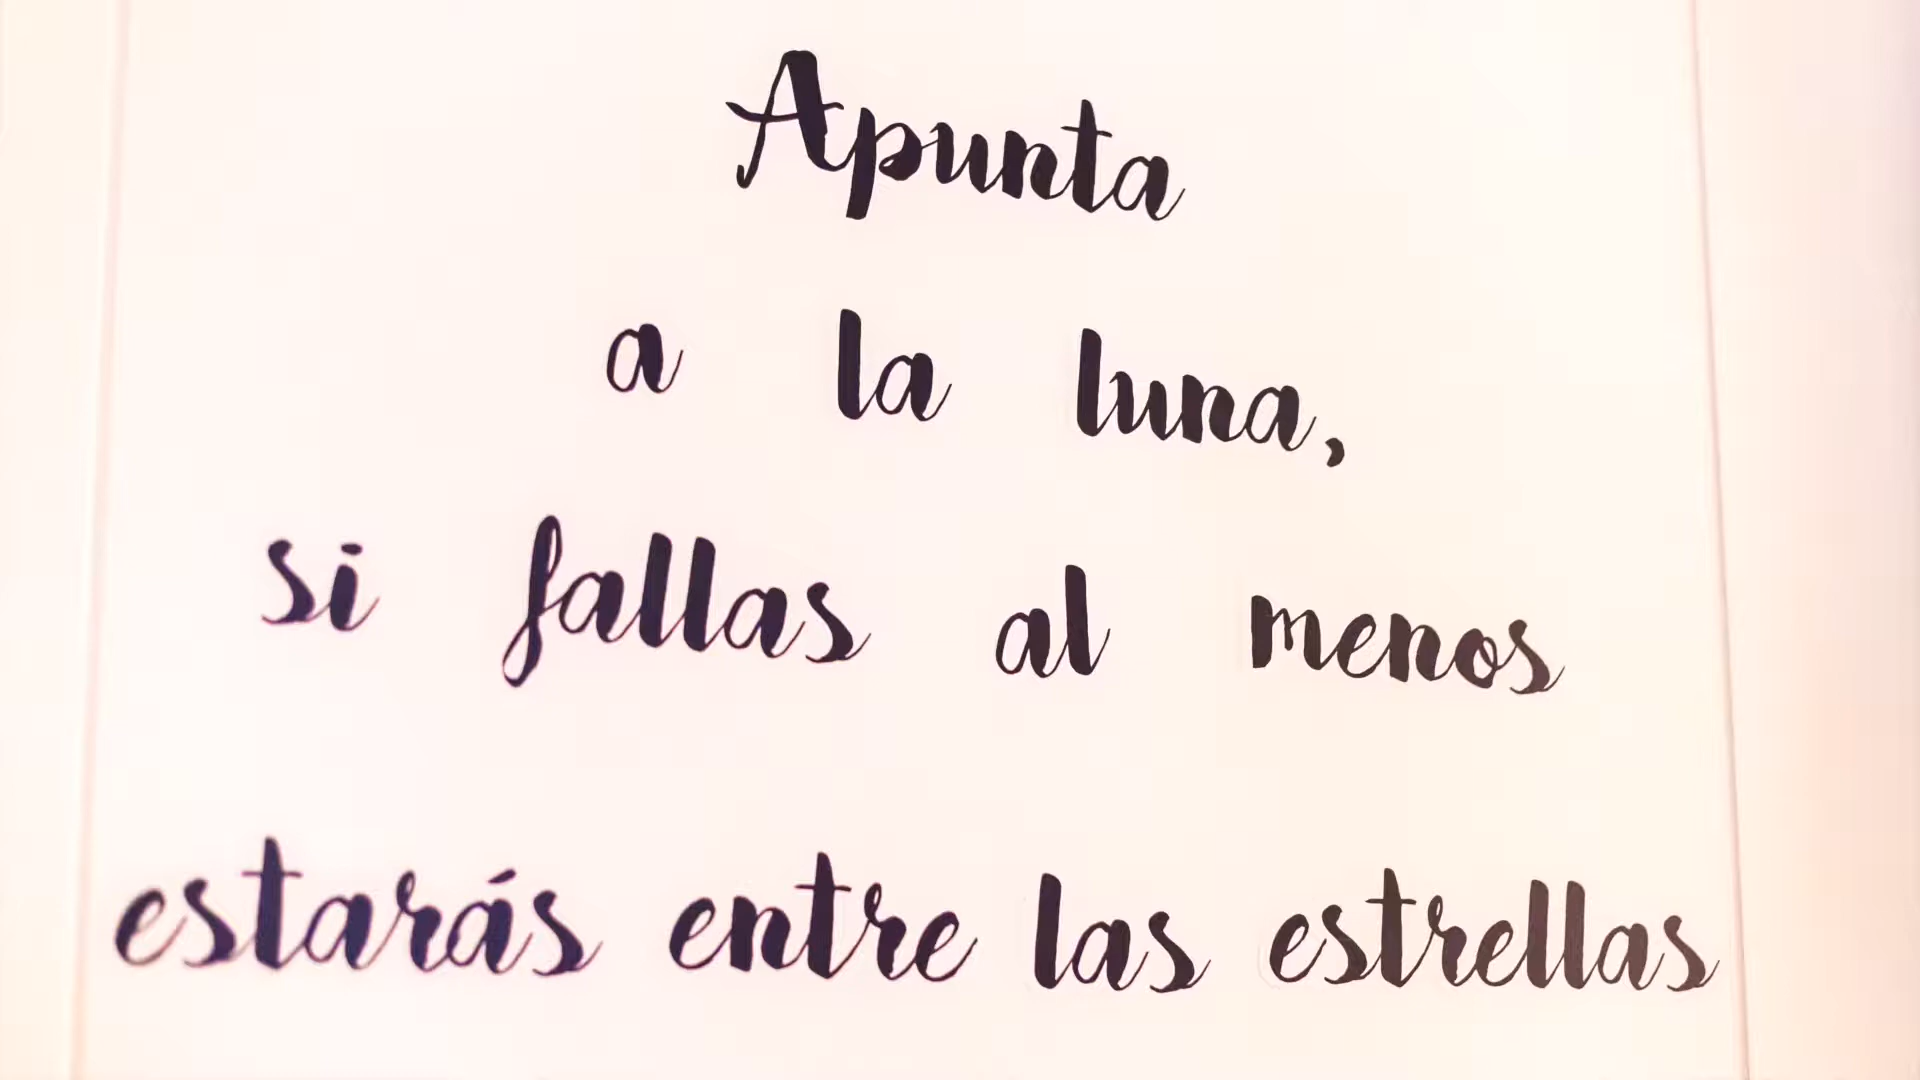 Apunta
a la luna,
si fallas al menos
estarás entre las estrellas